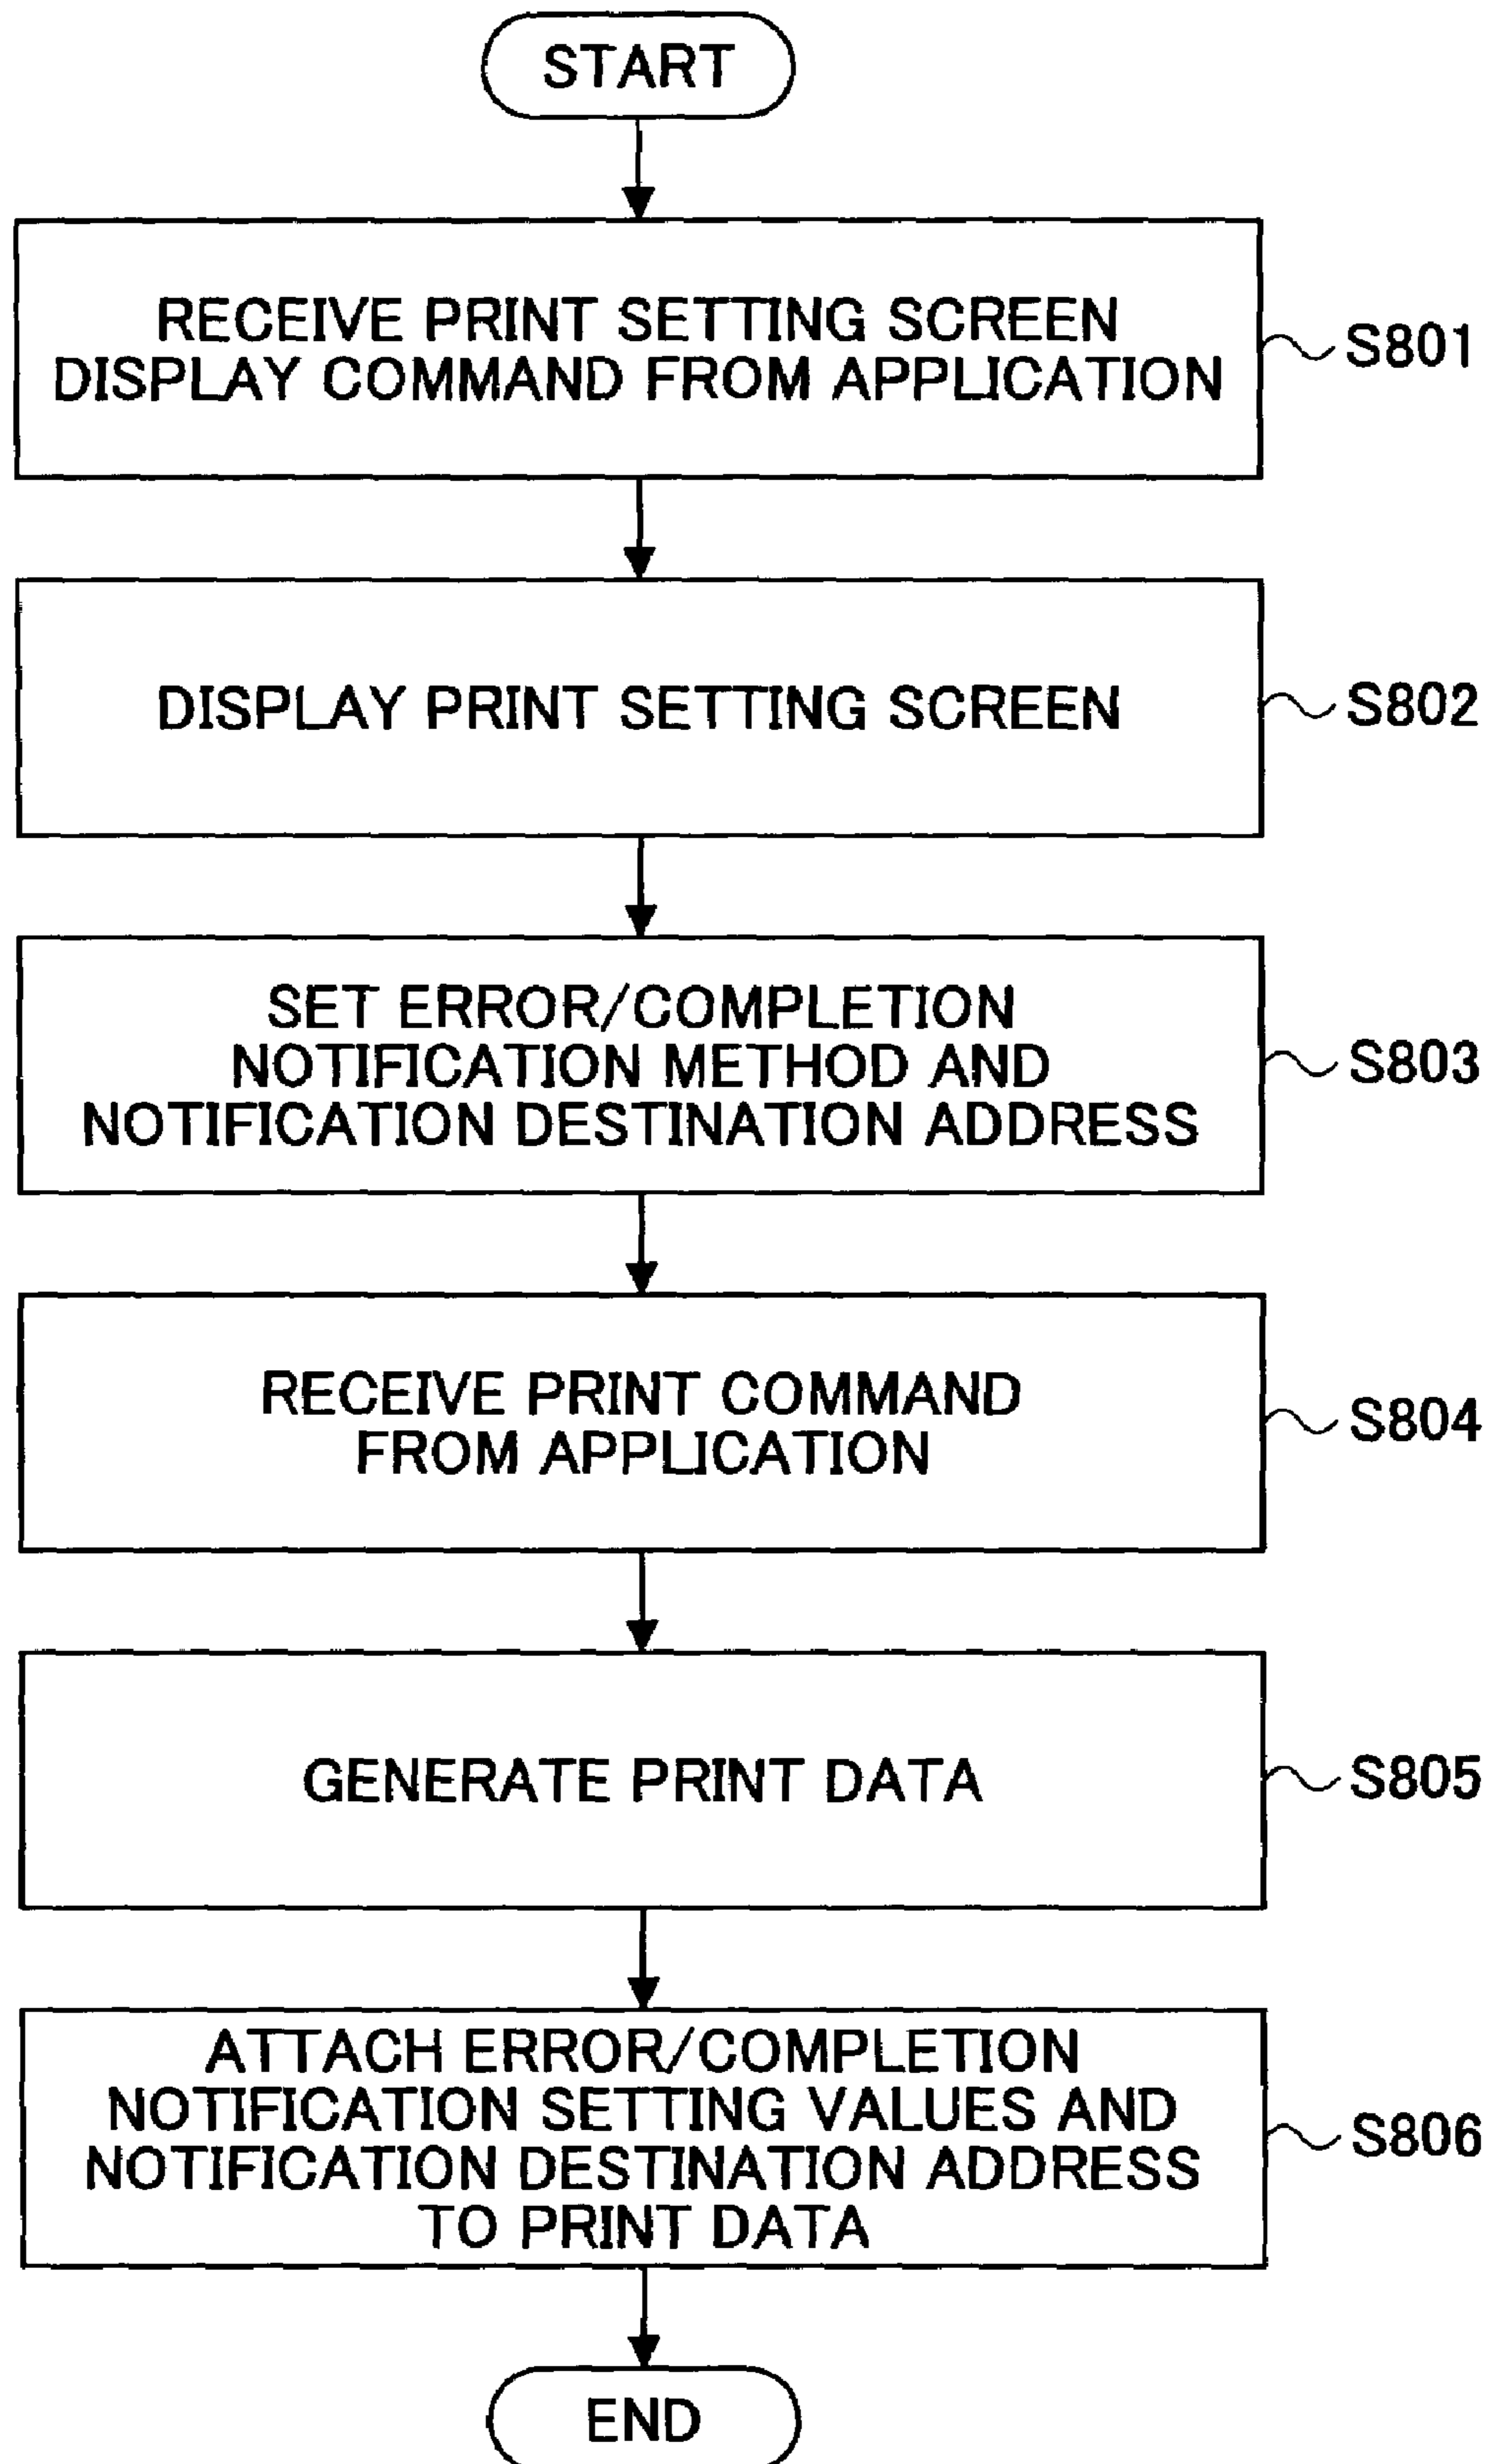 START
RECEIVE PRINT SETTING SCREEN
DISPLAY COMMAND FROM APPLICATION
S801
DISPLAY PRINT SETTING SCREEN
S802
SET ERROR/COMPLETION
NOTIFICATION METHOD AND
NOTIFICATION DESTINATION ADDRESS
S803
RECEIVE PRINT COMMAND
FROM APPLICATION
S804
GENERATE PRINT DATA
S805
ATTACH ERROR/COMPLETION
NOTIFICATION SETTING VALUES AND
NOTIFICATION DESTINATION ADDRESS
TO PRINT DATA
S806
END